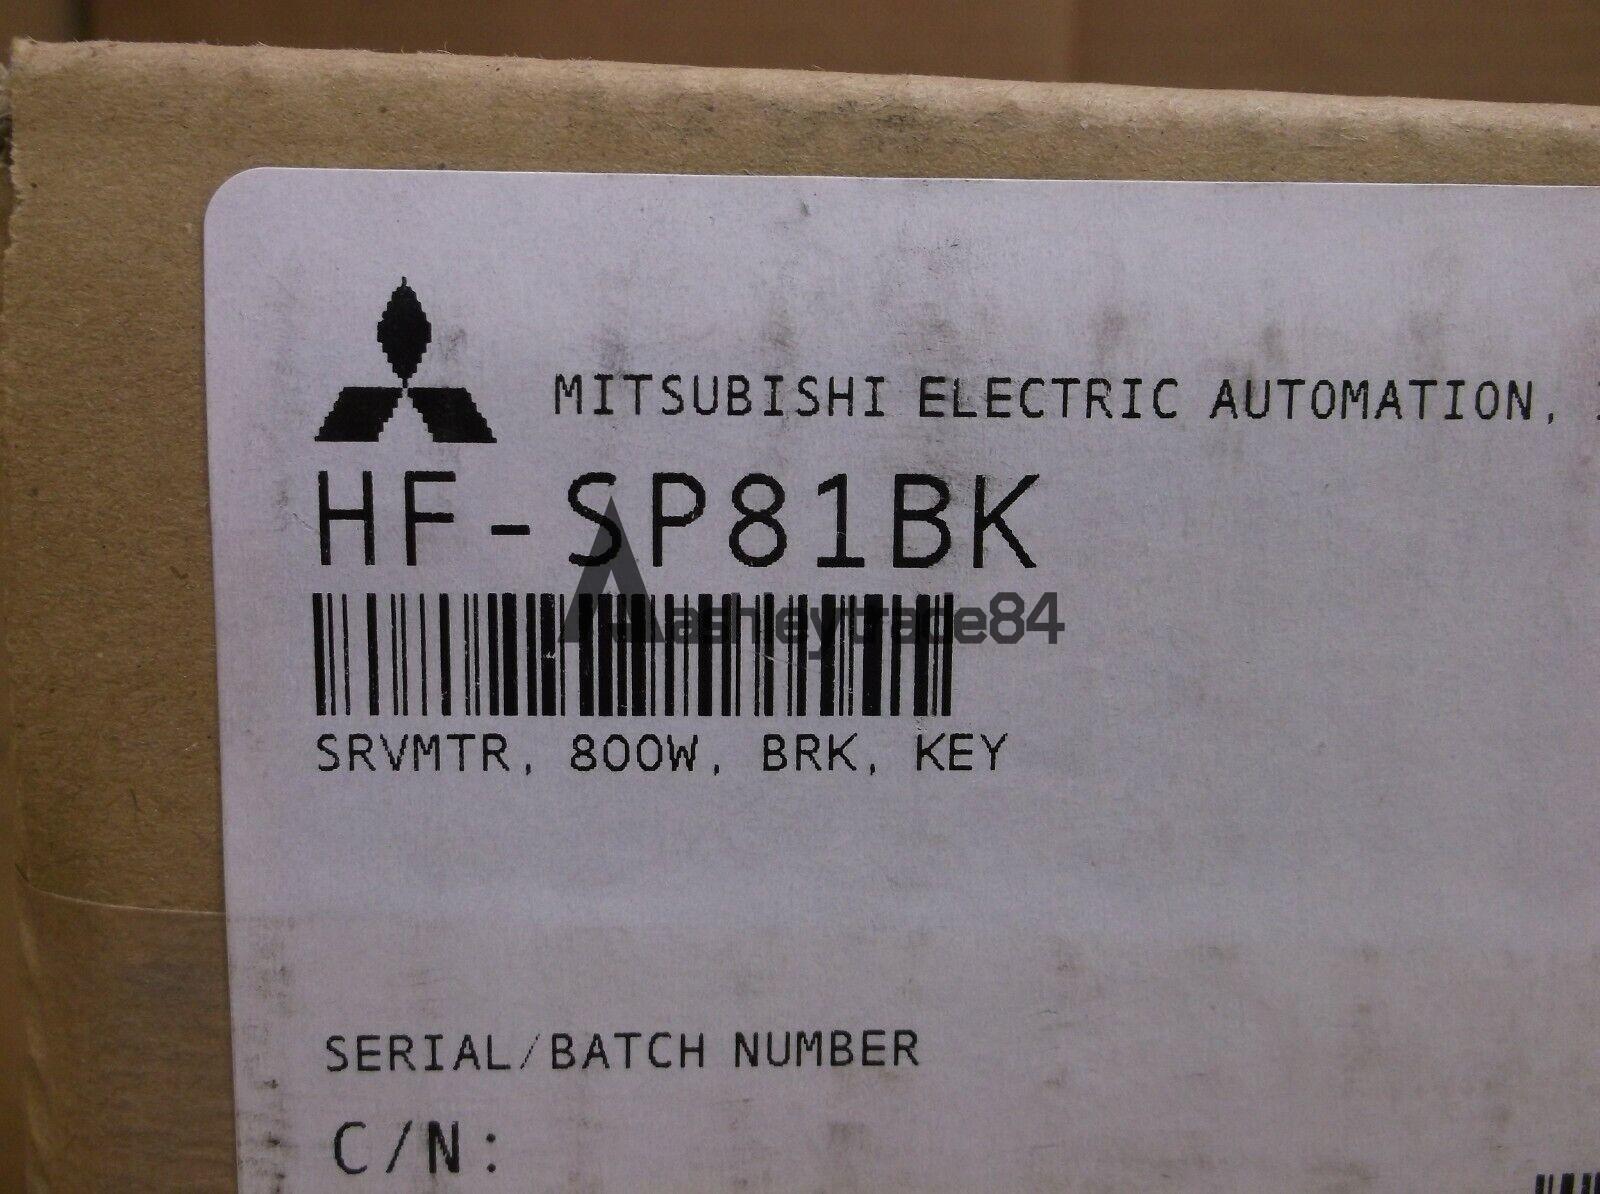 MITSUBISHI ELECTRIC AUTOMATION,
HF-SP81BK
ashleytrade84
SRVMTR, 800W, BRK, KEY
SERIAL/BATCH NUMBER
C/N: